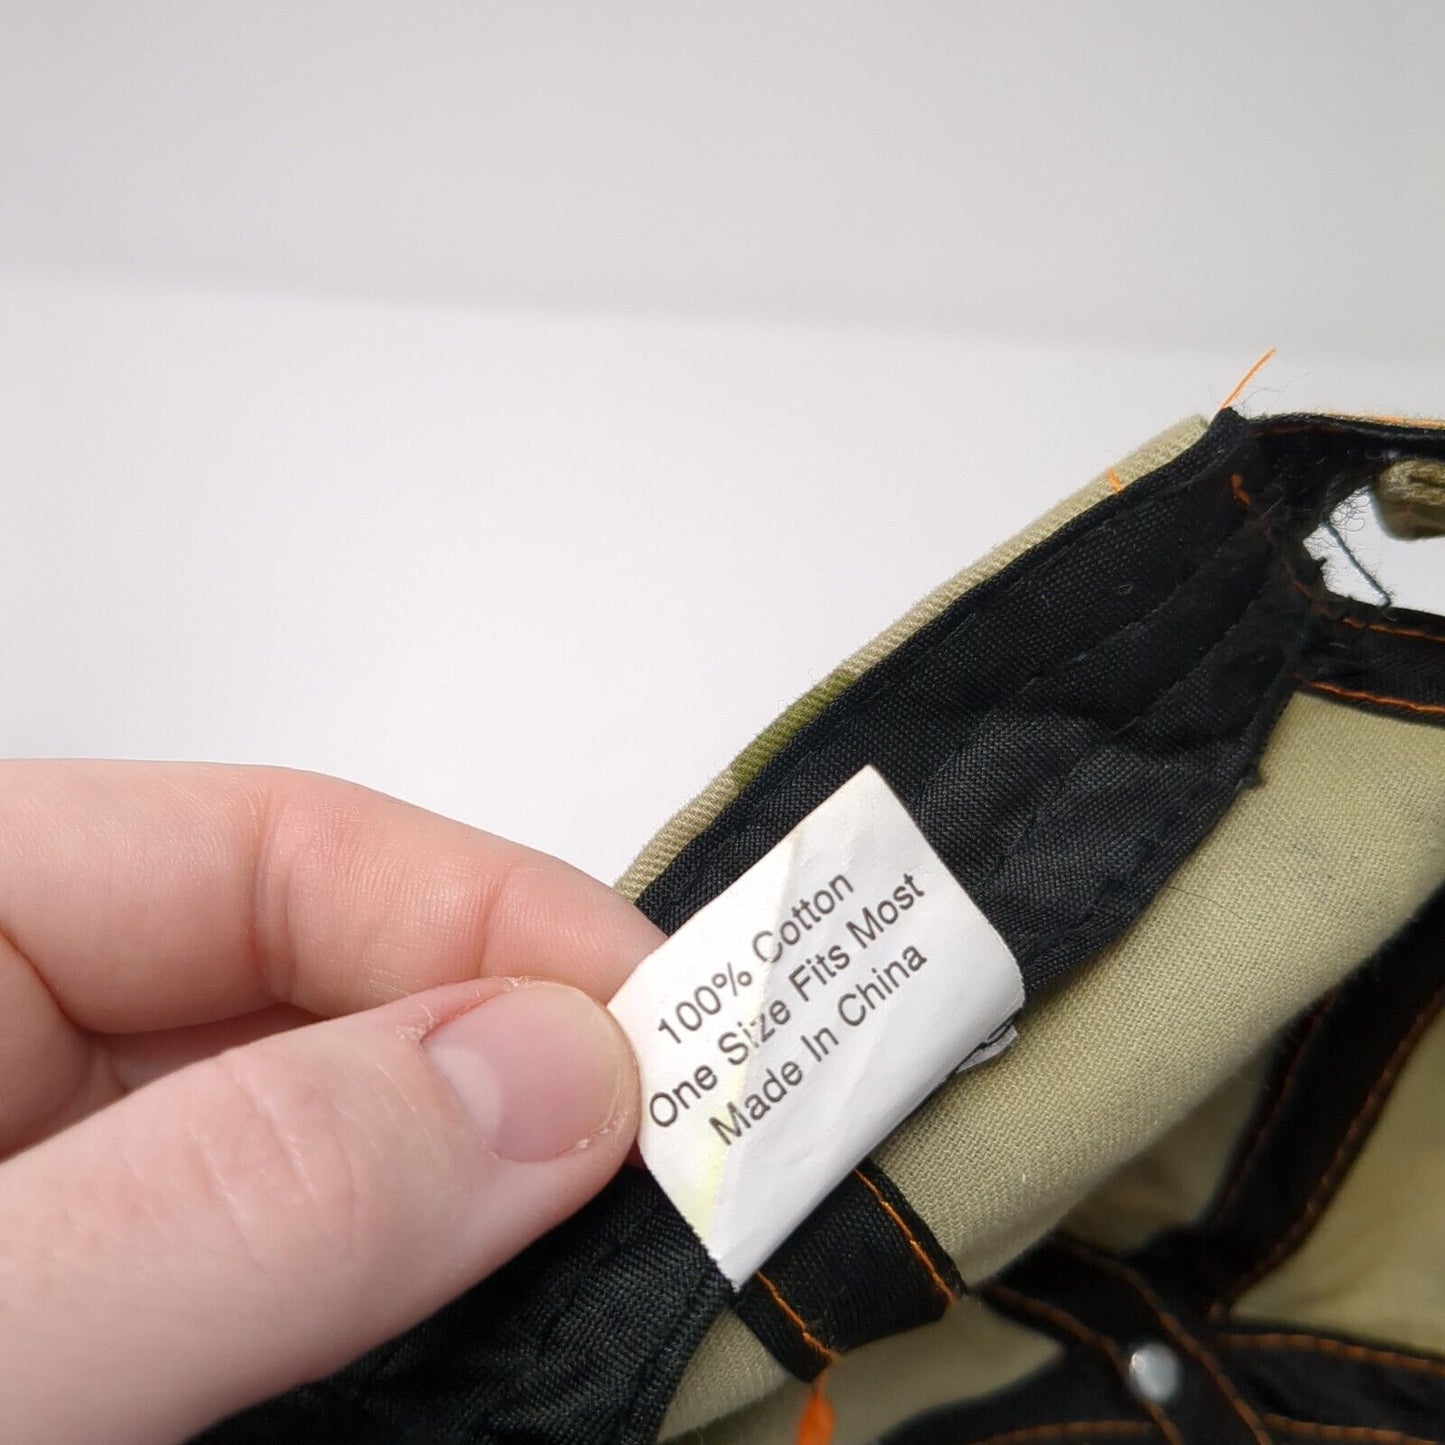 100% Cotton
One Size Fits Most
Made In China